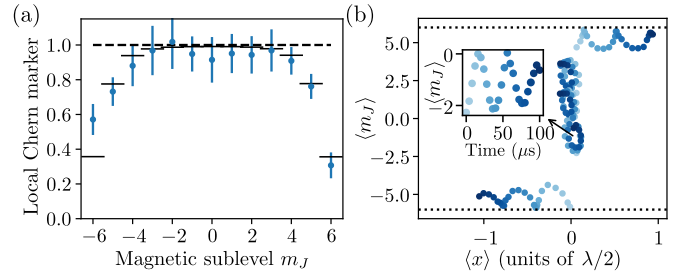 (a)
Local Chern marker
1.0
0.8
0.6
0.4
0.2
0.0
−6 −4 −2 0 2 4 6
Magnetic sublevel m_J
(b)
⟨m_J⟩
5.0
2.5
0.0
−2.5
−5.0
⟨m_J⟩
0
−2
0 50 100
Time (μs)
−1 0 1
⟨x⟩ (units of λ/2)